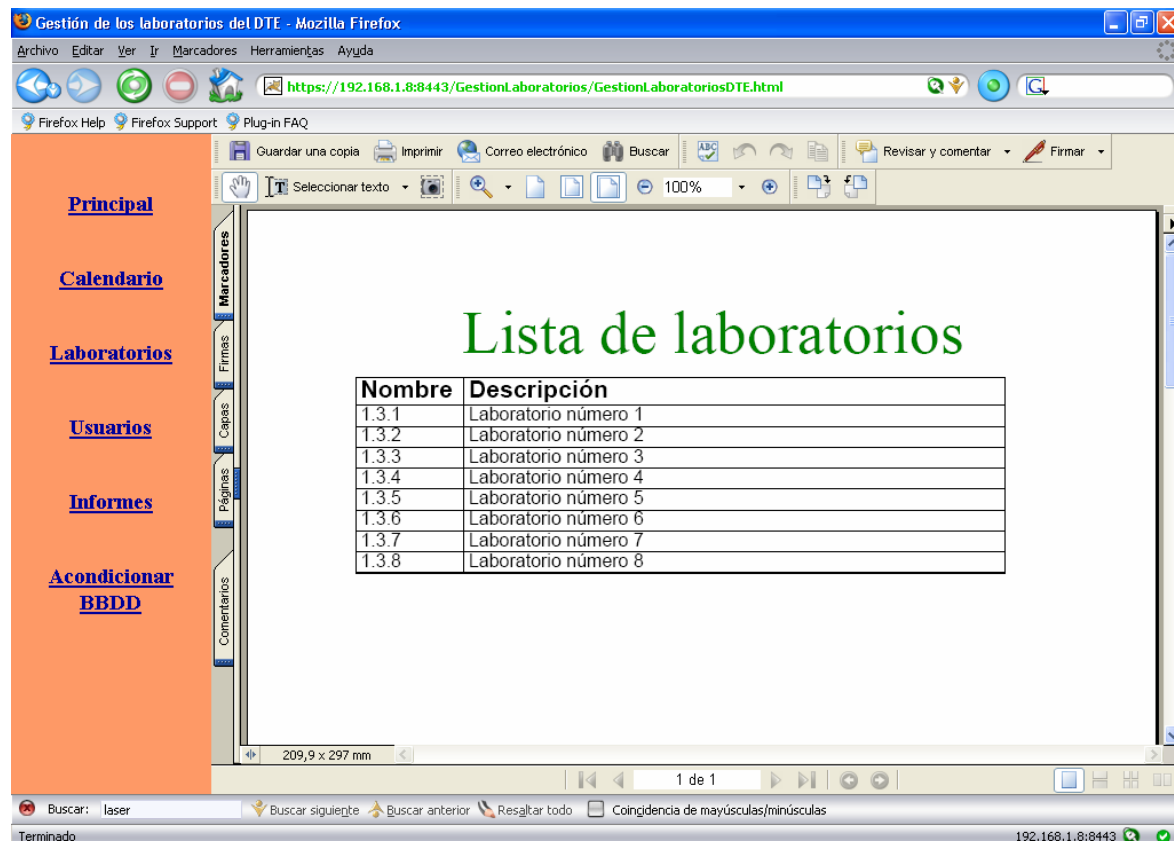 Gestión de los laboratorios del DTE - Mozilla Firefox
Archivo Editar Ver Ir Marcadores Herramientas Ayuda
https://192.168.1.8:8443/GestionLaboratorios/GestionLaboratoriosDTE.html
G
Firefox Help Firefox Support Plug-in FAQ
Guardar una copia Imprimir Correo electrónico Buscar ABC Revisar y comentar Firmar
T Seleccionar texto 100%
Principal
Calendario
Laboratorios
Usuarios
Informes
Acondicionar
BBDD
Marcadores
Firmas
Capas
Páginas
Comentarios
Lista de laboratorios
Nombre Descripción
1.3.1 Laboratorio número 1
1.3.2 Laboratorio número 2
1.3.3 Laboratorio número 3
1.3.4 Laboratorio número 4
1.3.5 Laboratorio número 5
1.3.6 Laboratorio número 6
1.3.7 Laboratorio número 7
1.3.8 Laboratorio número 8
209,9 x 297 mm
1 de 1
Buscar: laser Buscar siguiente Buscar anterior Resaltar todo Coincidencia de mayúsculas/minúsculas
Terminado 192.168.1.8:8443